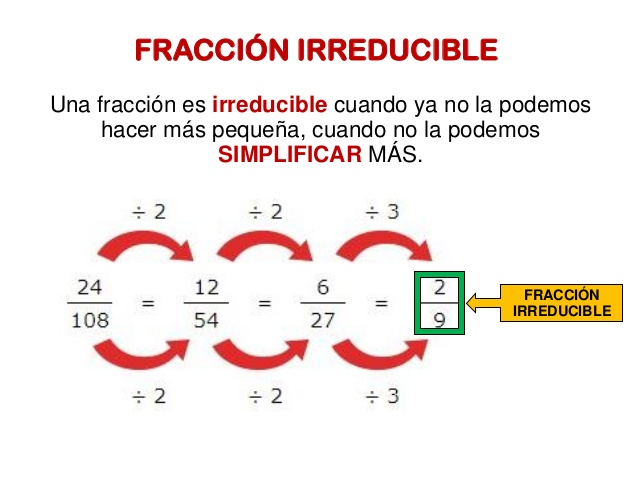 FRACCIÓN IRREDUCIBLE
Una fracción es irreducible cuando ya no la podemos
hacer más pequeña, cuando no la podemos
SIMPLIFICAR MÁS.
÷ 2 ÷ 2 ÷ 3
24 12 6 2
= = =
108 54 27 9
FRACCIÓN
IRREDUCIBLE
÷ 2 ÷ 2 ÷ 3